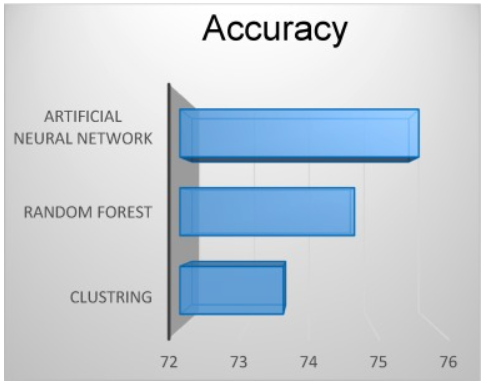 Accuracy
ARTIFICIAL
NEURAL NETWORK
RANDOM FOREST
CLUSTRING
72 73 74 75 76